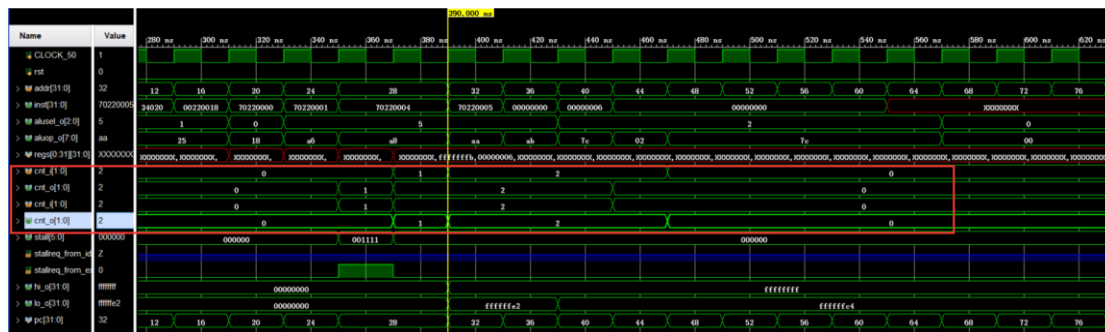 390.000 ns
Name Value 280 ns 300 ns 320 ns 340 ns 360 ns 380 ns 400 ns 420 ns 440 ns 460 ns 480 ns 500 ns 520 ns 540 ns 560 ns 580 ns 600 ns 620
CLOCK_50 1
rst 0
addr[31:0] 32 12 16 20 24 28 32 36 40 44 48 52 56 60 64 68 72 76
inst[31:0] 70220005 34020 00220018 70220000 70220001 70220004 70220005 00000000 00000006 00000000 XXXXXXXX
alusel_o[2:0] 5 1 0 5 2 0
aluop_o[7:0] aa 25 18 a6 a8 aa ab 7c 02 7c 00
regs[0:31][31:0] XXXXXXX
cnt_i[1:0] 2 0 1 2 0
cnt_o[1:0] 2 0 1 2 0
cnt_i[1:0] 2 0 1 2 0
cnt_o[1:0] 2 0 1 2 0
stall[5:0] 000000 000000 001111 000000
stallreq_from_id Z
stallreq_from_e 0
hi_o[31:0] ffffffff 00000000 ffffffff
lo_o[31:0] ffffffe2 00000000 ffffffe2 ffffffc4
pc[31:0] 32 12 16 20 24 28 32 36 40 44 48 52 56 60 64 68 72 76